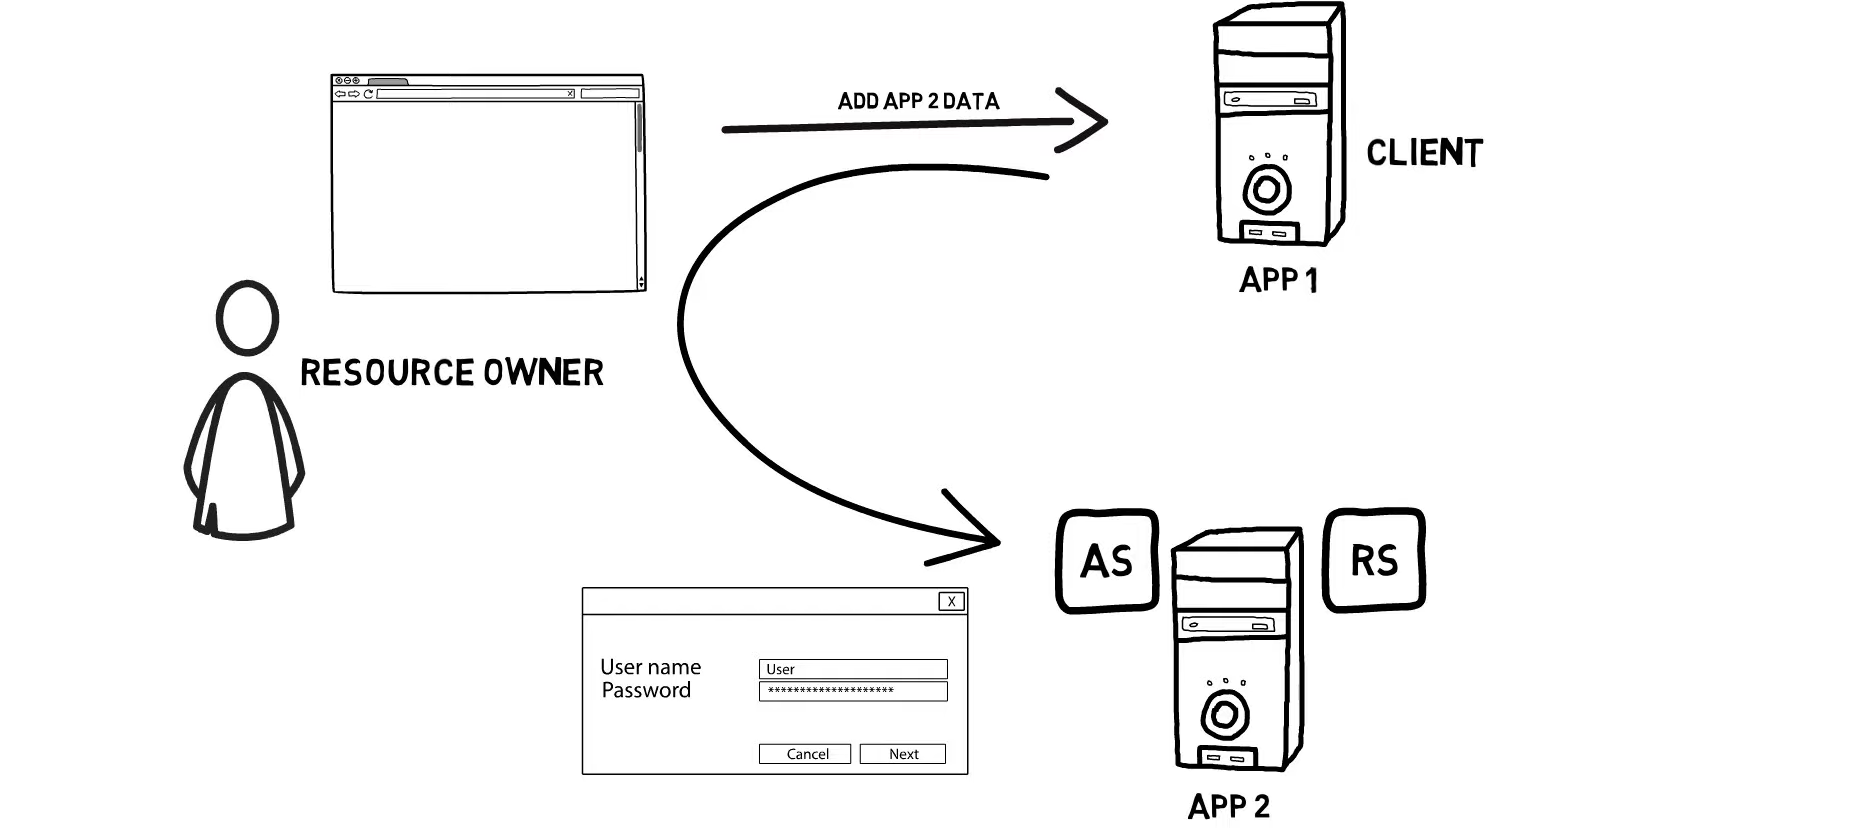 ADD APP 2 DATA
CLIENT
APP 1
RESOURCE OWNER
AS
RS
X
User name
User
Password
********************
Cancel
Next
APP 2